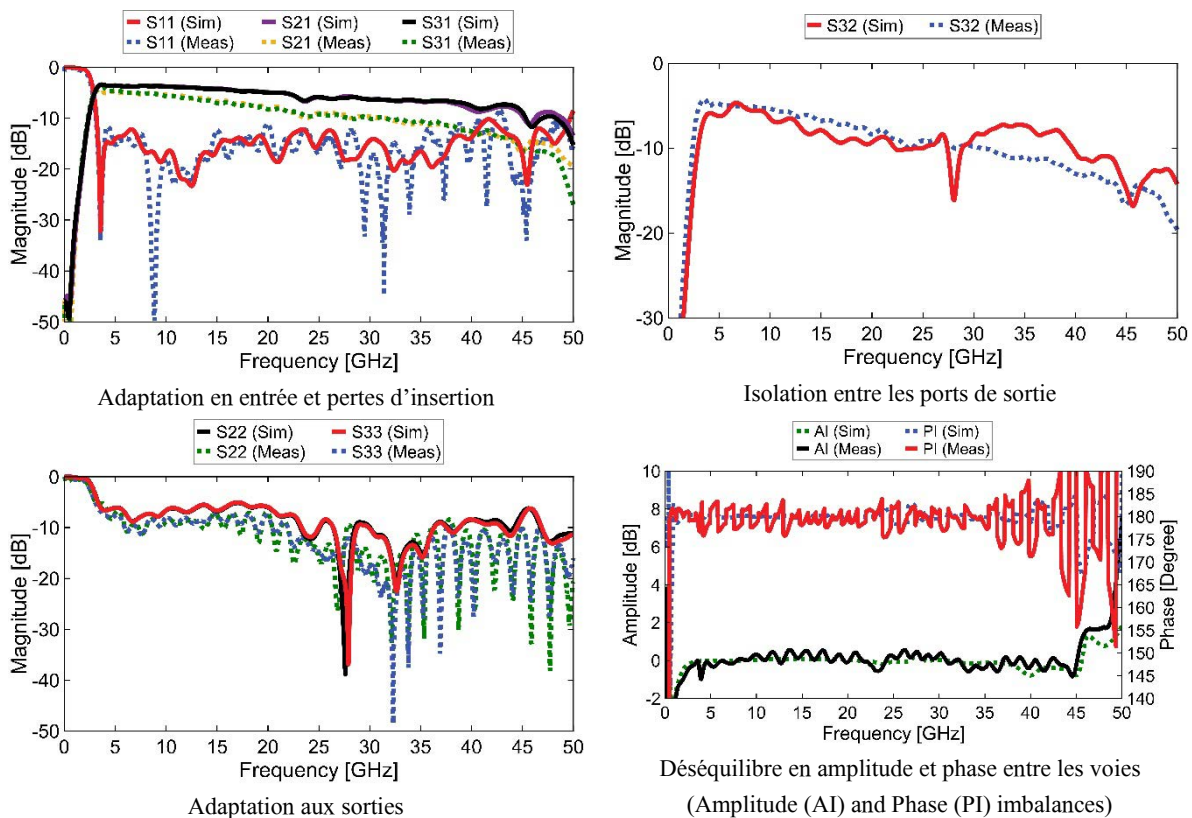 S11 (Sim) S21 (Sim) S31 (Sim)
S11 (Meas) S21 (Meas) S31 (Meas)
0
-10
-20
-30
-40
-50
Magnitude [dB]
0 5 10 15 20 25 30 35 40 45 50
Frequency [GHz]
Adaptation en entrée et pertes d'insertion
S32 (Sim) S32 (Meas)
0
-10
-20
-30
Magnitude [dB]
0 5 10 15 20 25 30 35 40 45 50
Frequency [GHz]
Isolation entre les ports de sortie
S22 (Sim) S33 (Sim)
S22 (Meas) S33 (Meas)
0
-10
-20
-30
-40
-50
Magnitude [dB]
0 5 10 15 20 25 30 35 40 45 50
Frequency [GHz]
Adaptation aux sorties
AI (Sim) PI (Sim)
AI (Meas) PI (Meas)
10
8
6
4
2
0
-2
Amplitude [dB]
190
185
180
175
170
165
160
155
150
145
140
Phase [Degree]
0 5 10 15 20 25 30 35 40 45 50
Frequency [GHz]
Déséquilibre en amplitude et phase entre les voies
(Amplitude (AI) and Phase (PI) imbalances)